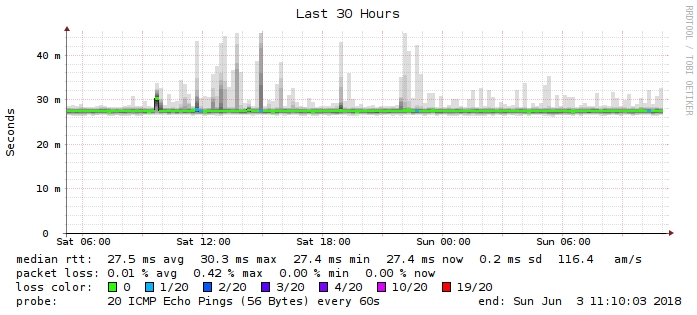 Last 30 Hours
RRDTOOL / TOBI OETIKER
Seconds
40 m
30 m
20 m
10 m
0
Sat 06:00 Sat 12:00 Sat 18:00 Sun 00:00 Sun 06:00
median rtt: 27.5 ms avg 30.3 ms max 27.4 ms min 27.4 ms now 0.2 ms sd 116.4 am/s
packet loss: 0.01 % avg 0.42 % max 0.00 % min 0.00 % now
loss color: 0 1/20 2/20 3/20 4/20 10/20 19/20
probe: 20 ICMP Echo Pings (56 Bytes) every 60s end: Sun Jun 3 11:10:03 2018